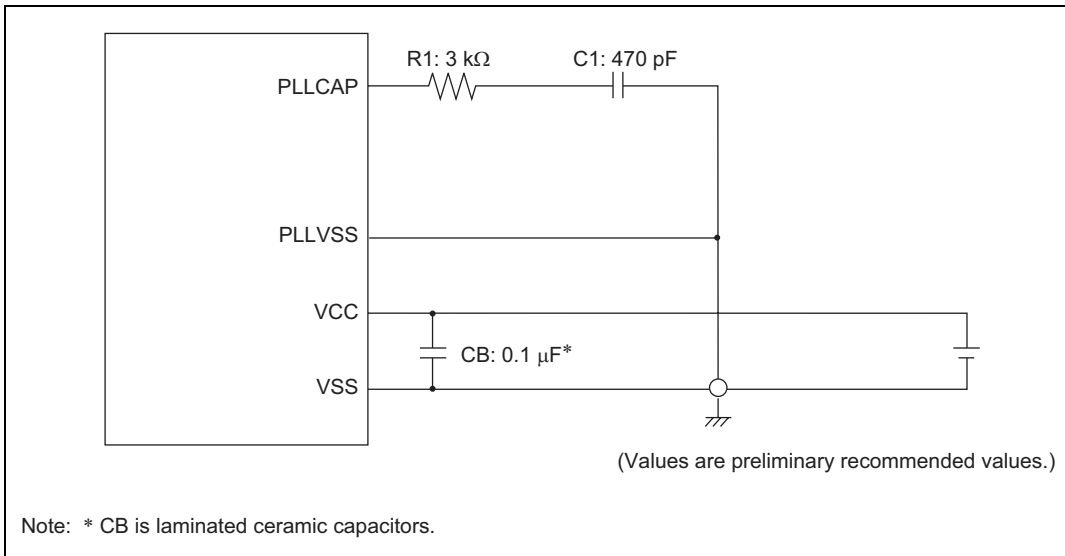 R1: 3 kΩ
C1: 470 pF
PLLCAP
PLLVSS
VCC
CB: 0.1 μF*
VSS
(Values are preliminary recommended values.)
Note: * CB is laminated ceramic capacitors.